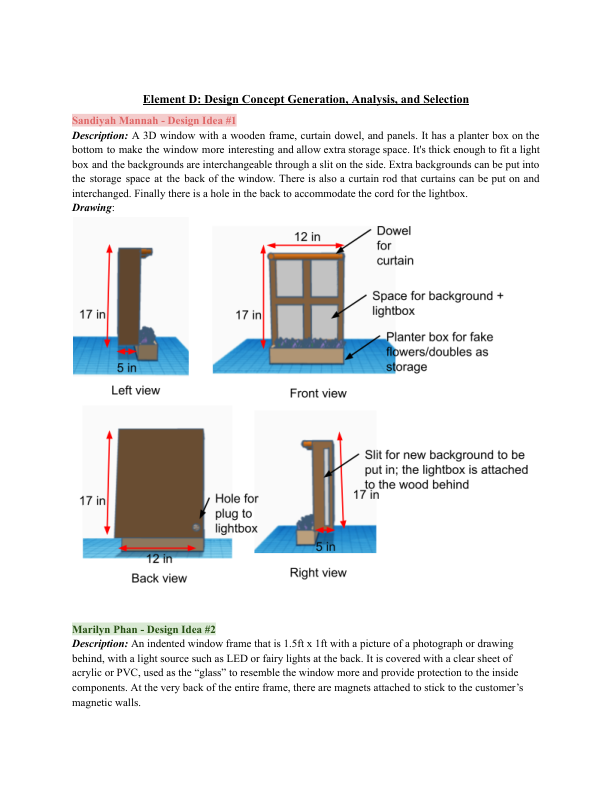 Element D: Design Concept Generation, Analysis, and Selection
Sandiyah Mannah - Design Idea #1
Description: A 3D window with a wooden frame, curtain dowel, and panels. It has a planter box on the
bottom to make the window more interesting and allow extra storage space. It's thick enough to fit a light
box and the backgrounds are interchangeable through a slit on the side. Extra backgrounds can be put into
the storage space at the back of the window. There is also a curtain rod that curtains can be put on and
interchanged. Finally there is a hole in the back to accommodate the cord for the lightbox.
Drawing:
17 in
5 in
Left view
12 in
17 in
Dowel
for
curtain
Space for background +
lightbox
Planter box for fake
flowers/doubles as
storage
Front view
17 in
12 in
Hole for
plug to
lightbox
Back view
Slit for new background to be
put in; the lightbox is attached
to the wood behind
17 in
5 in
Right view
Marilyn Phan - Design Idea #2
Description: An indented window frame that is 1.5ft x 1ft with a picture of a photograph or drawing
behind, with a light source such as LED or fairy lights at the back. It is covered with a clear sheet of
acrylic or PVC, used as the “glass” to resemble the window more and provide protection to the inside
components. At the very back of the entire frame, there are magnets attached to stick to the customer’s
magnetic walls.